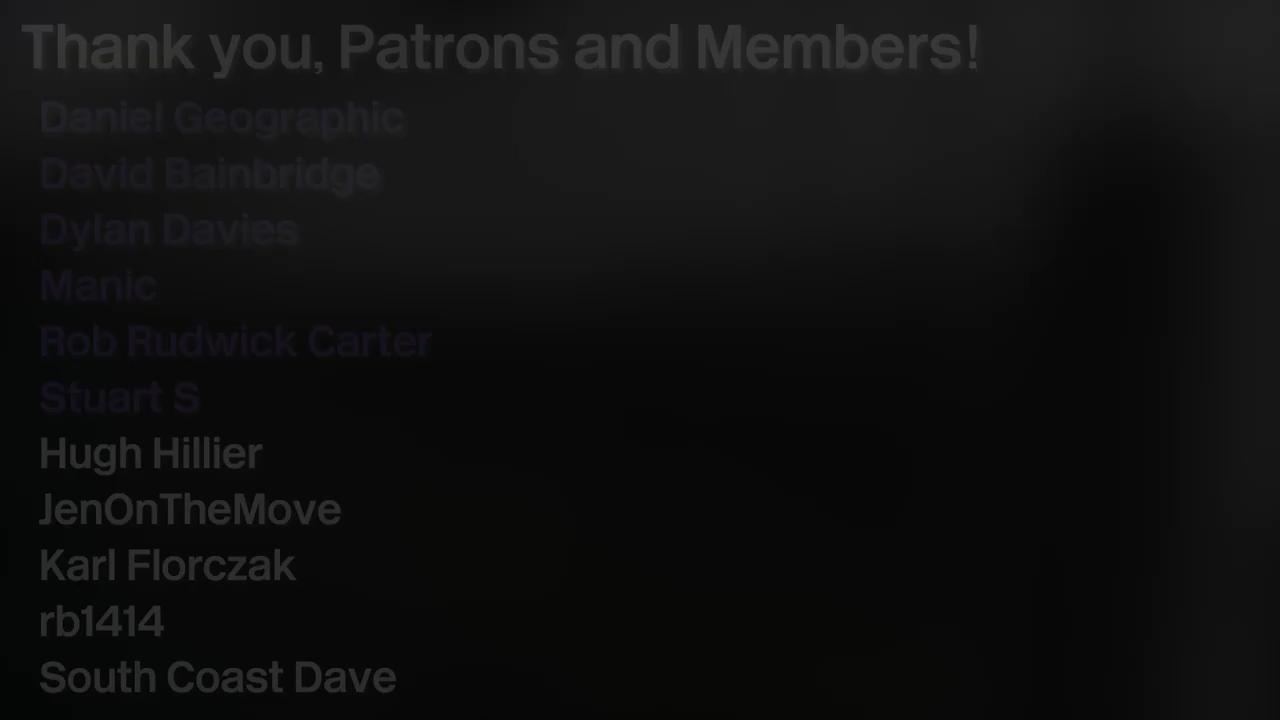 Thank you, Patrons and Members!
Daniel Geographic
David Bainbridge
Dylan Davies
Manic
Rob Rudwick Carter
Stuart S
Hugh Hillier
JenOnTheMove
Karl Florczak
rb1414
South Coast Dave